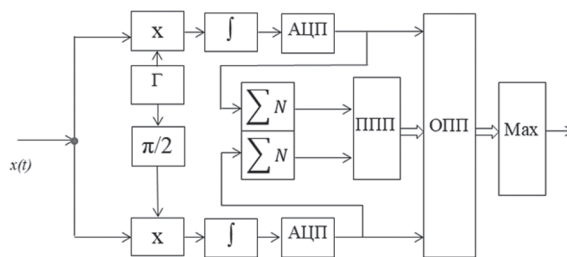 x ∫ АЦП
Г
∑ N ППП ОПП Max
π/2
∑ N
x(t)
x ∫ АЦП